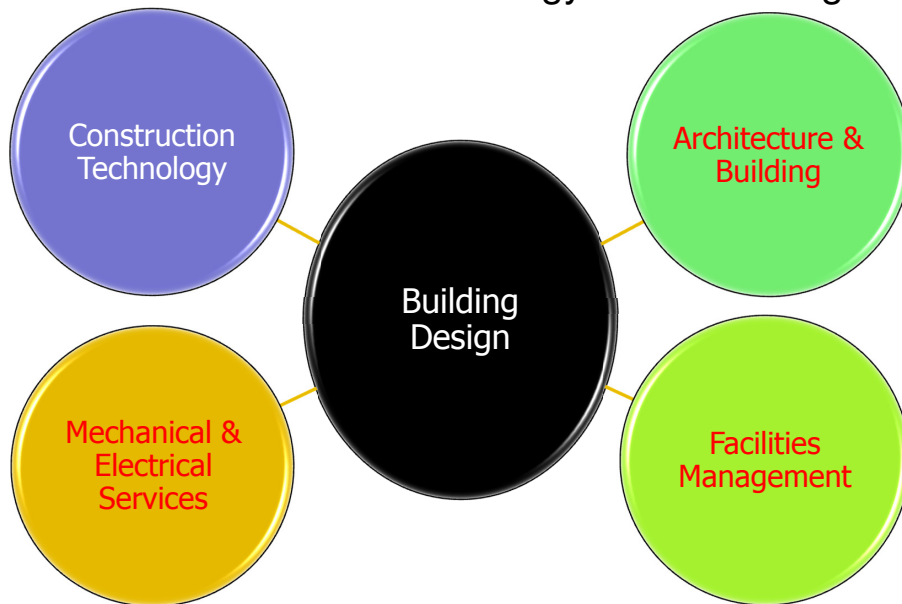 Construction
Technology
Architecture &
Building
Building
Design
Mechanical &
Electrical
Services
Facilities
Management